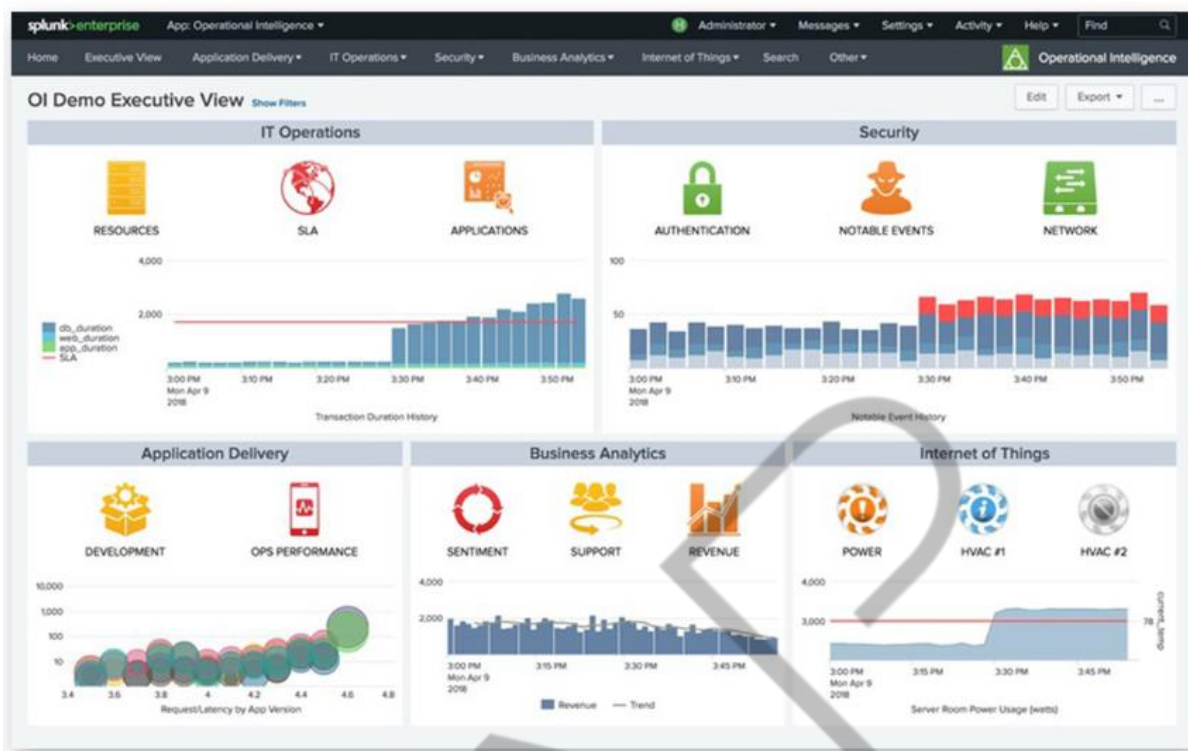 splunk>enterprise App: Operational Intelligence
H Administrator Messages Settings Activity Help Find
Home Executive View Application Delivery IT Operations Security Business Analytics Internet of Things Search Other Operational Intelligence
OI Demo Executive View Show Filters Edit Export ...
IT Operations
RESOURCES SLA APPLICATIONS
4,000
2,000
db_duration
web_duration
app_duration
SLA
3:00 PM 3:10 PM 3:20 PM 3:30 PM 3:40 PM 3:50 PM
Mon Apr 9
2018
Transaction Duration History
Security
AUTHENTICATION NOTABLE EVENTS NETWORK
100
50
3:00 PM 3:10 PM 3:20 PM 3:30 PM 3:40 PM 3:50 PM
Mon Apr 9
2018
Notable Event History
Application Delivery
DEVELOPMENT OPS PERFORMANCE
10,000
1,000
100
10
3.4 3.6 3.8 4 4.2 4.4 4.6 4.8
Request/Latency by App Version
Business Analytics
SENTIMENT SUPPORT REVENUE
4,000
2,000
3:00 PM 3:15 PM 3:30 PM 3:45 PM
Mon Apr 9
2018
Revenue Trend
Internet of Things
POWER HVAC #1 HVAC #2
4,000
3,000
78
current_temp
3:00 PM 3:15 PM 3:30 PM 3:45 PM
Mon Apr 9
2018
Server Room Power Usage (watts)